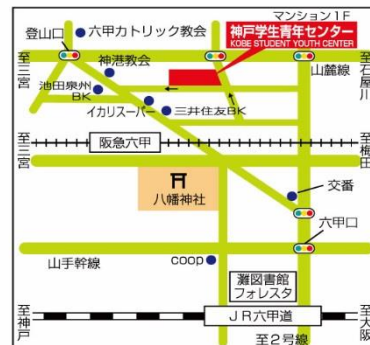 マンション1F
登山口
六甲カトリック教会
神戸学生青年センター
KOBE STUDENT YOUTH CENTER
至三宮
神港教会
至石屋川
山麓線
池田泉州BK
イカリスーパー
三井住友BK
至三宮
阪急六甲
至梅田
八幡神社
交番
六甲口
山手幹線
coop
灘図書館
フォレスタ
至神戸
JR六甲道
至大阪
至2号線